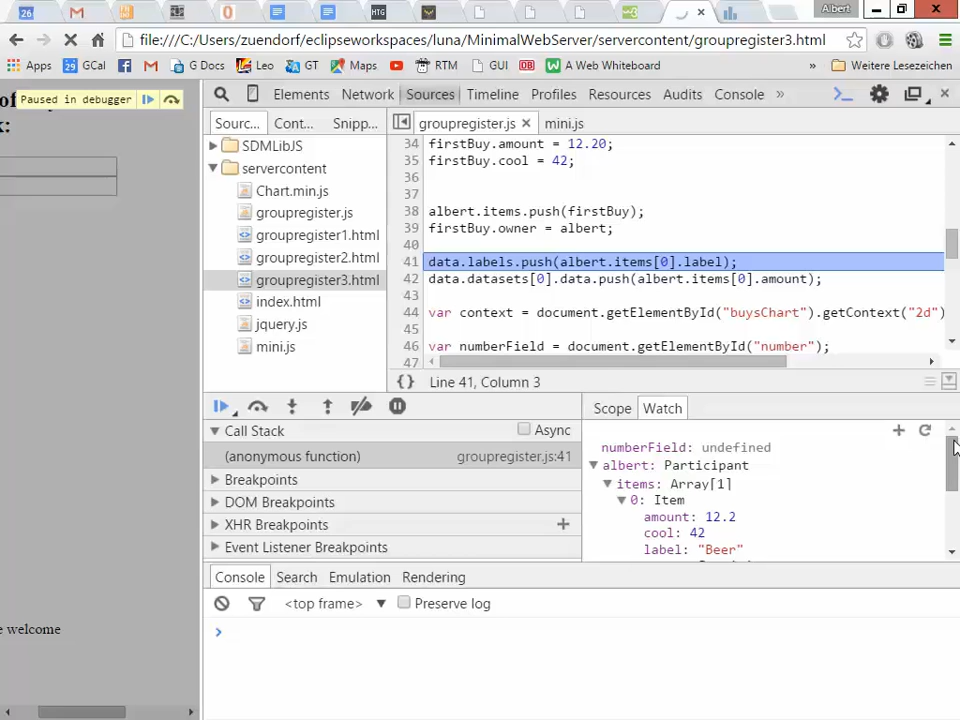 Albert
file:///C:/Users/zuendorf/eclipseworkspaces/luna/MinimalWebServer/servercontent/groupregister3.html
Apps GCal G Docs Leo GT Maps RTM GUI A Web Whiteboard » Weitere Lesezeichen
Paused in debugger
Elements Network Sources Timeline Profiles Resources Audits Console »
Sourc... Cont... Snipp... groupregister.js × mini.js
SDMLibJS
servercontent
Chart.min.js
groupregister.js
groupregister1.html
groupregister2.html
groupregister3.html
index.html
jquery.js
mini.js
34 firstBuy.amount = 12.20;
35 firstBuy.cool = 42;
36
37
38 albert.items.push(firstBuy);
39 firstBuy.owner = albert;
40
41 data.labels.push(albert.items[0].label);
42 data.datasets[0].data.push(albert.items[0].amount);
43
44 var context = document.getElementById("buysChart").getContext("2d")
45
46 var numberField = document.getElementById("number");
47
{} Line 41, Column 3
Call Stack Async
(anonymous function) groupregister.js:41
Breakpoints
DOM Breakpoints
XHR Breakpoints +
Event Listener Breakpoints
Scope Watch
numberField: undefined
albert: Participant
items: Array[1]
0: Item
amount: 12.2
cool: 42
label: "Beer"
Console Search Emulation Rendering
<top frame> ▼ Preserve log
>
e welcome